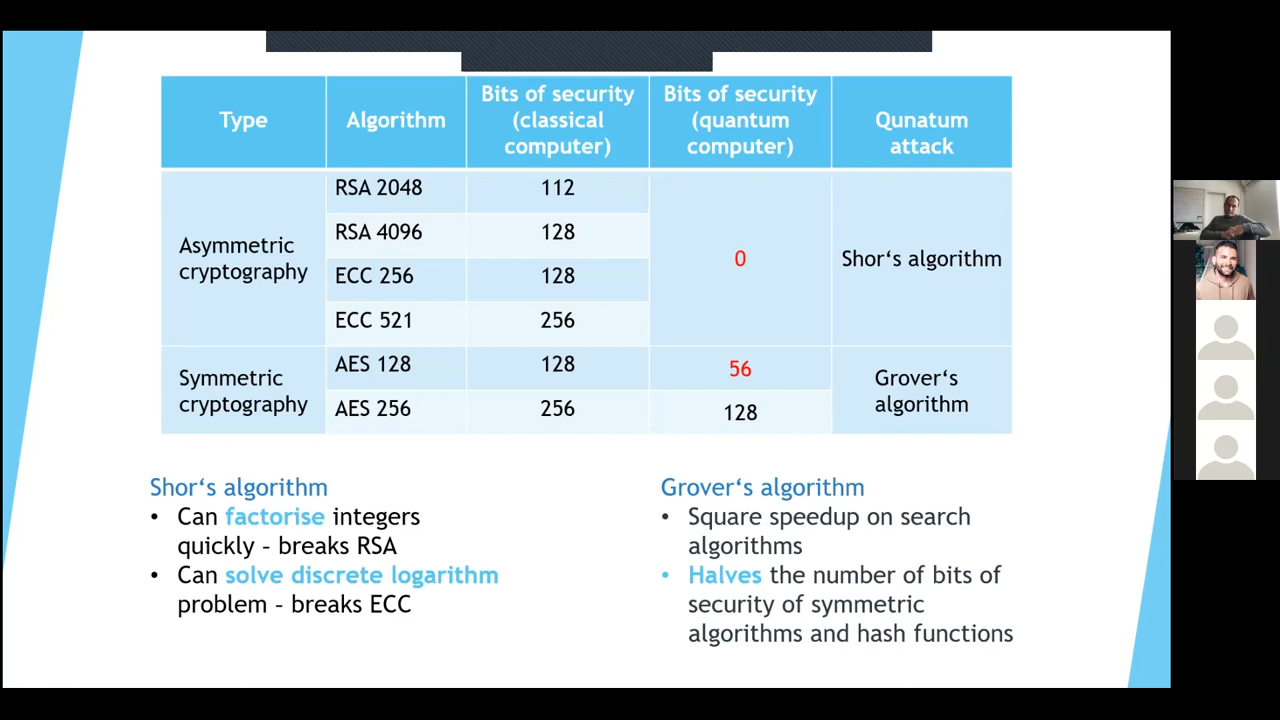 Type
Algorithm
Bits of security
(classical
computer)
Bits of security
(quantum
computer)
Qunatum
attack
Asymmetric
cryptography
RSA 2048
112
RSA 4096
128
ECC 256
128
ECC 521
256
0
Shor‘s algorithm
Symmetric
cryptography
AES 128
128
56
AES 256
256
128
Grover‘s
algorithm
Shor‘s algorithm
• Can factorise integers
quickly – breaks RSA
• Can solve discrete logarithm
problem – breaks ECC
Grover‘s algorithm
• Square speedup on search
algorithms
• Halves the number of bits of
security of symmetric
algorithms and hash functions